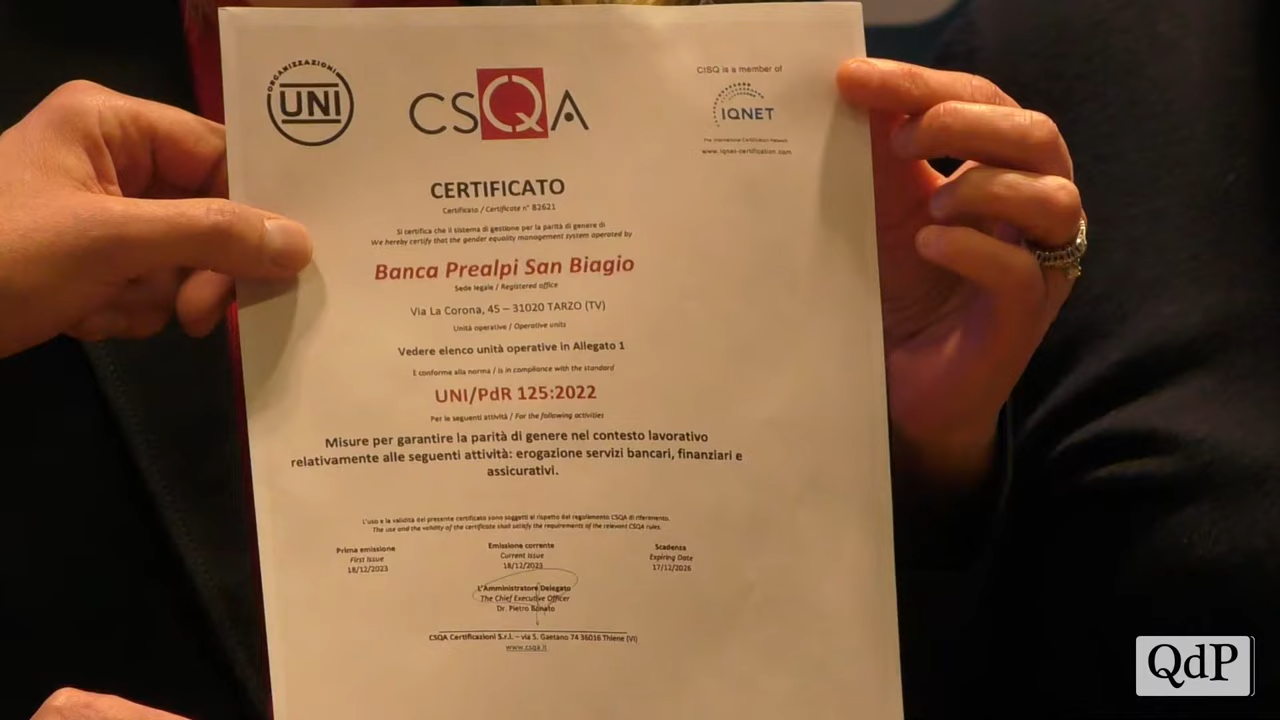 ORGANIZZAZIONI
UNI
CSQA
CISQ is a member of
IQNET
The International Certification Network
www.iqnet-certification.com
CERTIFICATO
Certificato / Certificate n° 82621
Si certifica che il sistema di gestione per la parità di genere di
We hereby certify that the gender equality management system operated by
Banca Prealpi San Biagio
Sede legale / Registered office
Via La Corona, 45 – 31020 TARZO (TV)
Unità operative / Operative units
Vedere elenco unità operative in Allegato 1
È conforme alla norma / Is in compliance with the standard
UNI/PdR 125:2022
Per le seguenti attività / For the following activities
Misure per garantire la parità di genere nel contesto lavorativo
relativamente alle seguenti attività: erogazione servizi bancari, finanziari e
assicurativi.
L'uso e la validità del presente certificato sono soggetti al rispetto del regolamento CSQA di riferimento.
The use and the validity of the certificate shall satisfy the requirements of the relevant CSQA rules.
Prima emissione Emissione corrente Scadenza
First Issue Current Issue Expiring Date
18/12/2023 18/12/2023 17/12/2026
L'Amministratore Delegato
The Chief Executive Officer
Dr. Pietro Bonato
CSQA Certificazioni S.r.l. – via S. Gaetano 74 36016 Thiene (VI)
www.csqa.it
QdP